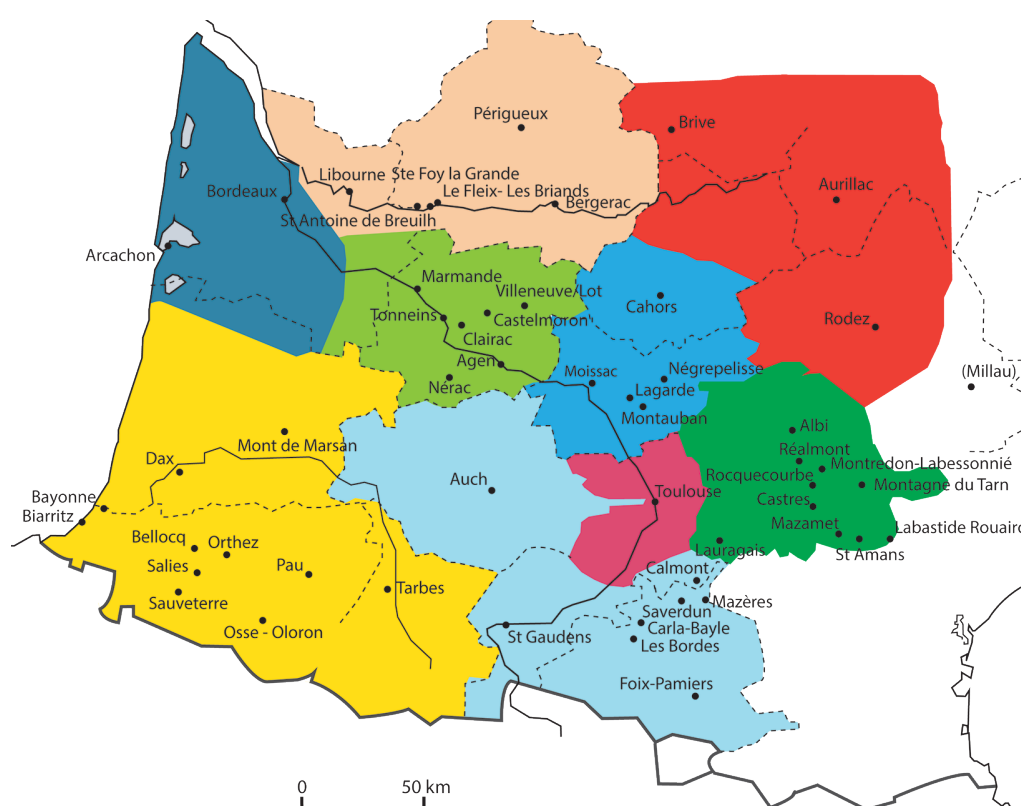 Périgueux
Brive
Libourne
Ste Foy la Grande
Aurillac
Bordeaux
Le Fleix- Les Briands
Bergerac
St Antoine de Breuilh
Arcachon
Marmande
Villeneuve/Lot
Cahors
Tonneins
Castelmoron
Rodez
Clairac
Agen
Moissac
Négrepelisse
(Millau)
Nérac
Lagarde
Montauban
Albi
Mont de Marsan
Réalmont
Dax
Montredon-Labessonnié
Auch
Rocquecourbe
Montagne du Tarn
Toulouse
Castres
Bayonne
Biarritz
Mazamet
Labastide Rouairo
Bellocq
Orthez
Lauragais
St Amans
Salies
Pau
Calmont
Tarbes
Sauveterre
Mazères
Saverdun
Osse - Oloron
St Gaudens
Carla-Bayle
Les Bordes
Foix-Pamiers
0
50 km